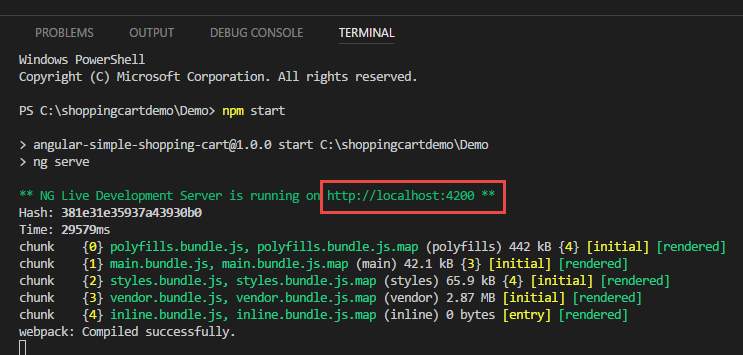 PROBLEMS OUTPUT DEBUG CONSOLE TERMINAL
Windows PowerShell
Copyright (C) Microsoft Corporation. All rights reserved.
PS C:\shoppingcartdemo\Demo> npm start
> angular-simple-shopping-cart@1.0.0 start C:\shoppingcartdemo\Demo
> ng serve
** NG Live Development Server is running on http://localhost:4200 **
Hash: 381e31e35937a43930b0
Time: 29579ms
chunk {0} polyfills.bundle.js, polyfills.bundle.js.map (polyfills) 442 kB {4} [initial] [rendered]
chunk {1} main.bundle.js, main.bundle.js.map (main) 42.1 kB {3} [initial] [rendered]
chunk {2} styles.bundle.js, styles.bundle.js.map (styles) 65.9 kB {4} [initial] [rendered]
chunk {3} vendor.bundle.js, vendor.bundle.js.map (vendor) 2.87 MB [initial] [rendered]
chunk {4} inline.bundle.js, inline.bundle.js.map (inline) 0 bytes [entry] [rendered]
webpack: Compiled successfully.